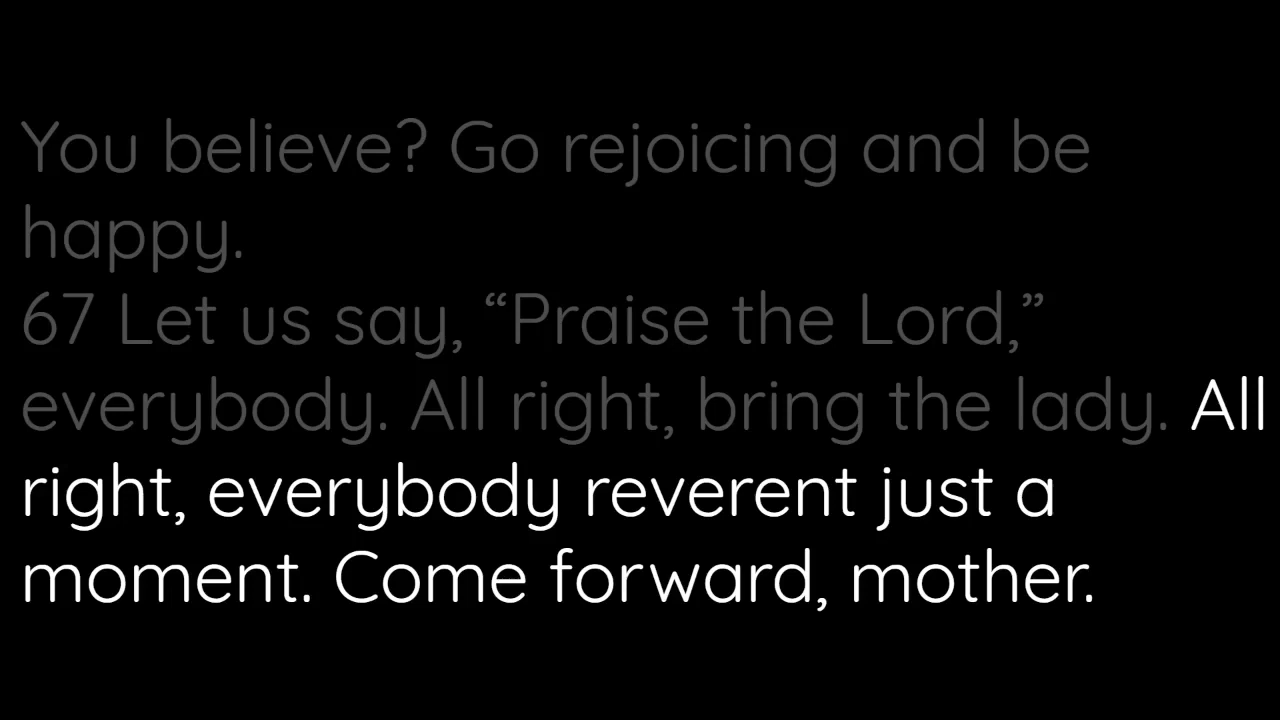 You believe? Go rejoicing and be
happy.
67 Let us say, “Praise the Lord,”
everybody. All right, bring the lady. All
right, everybody reverent just a
moment. Come forward, mother.